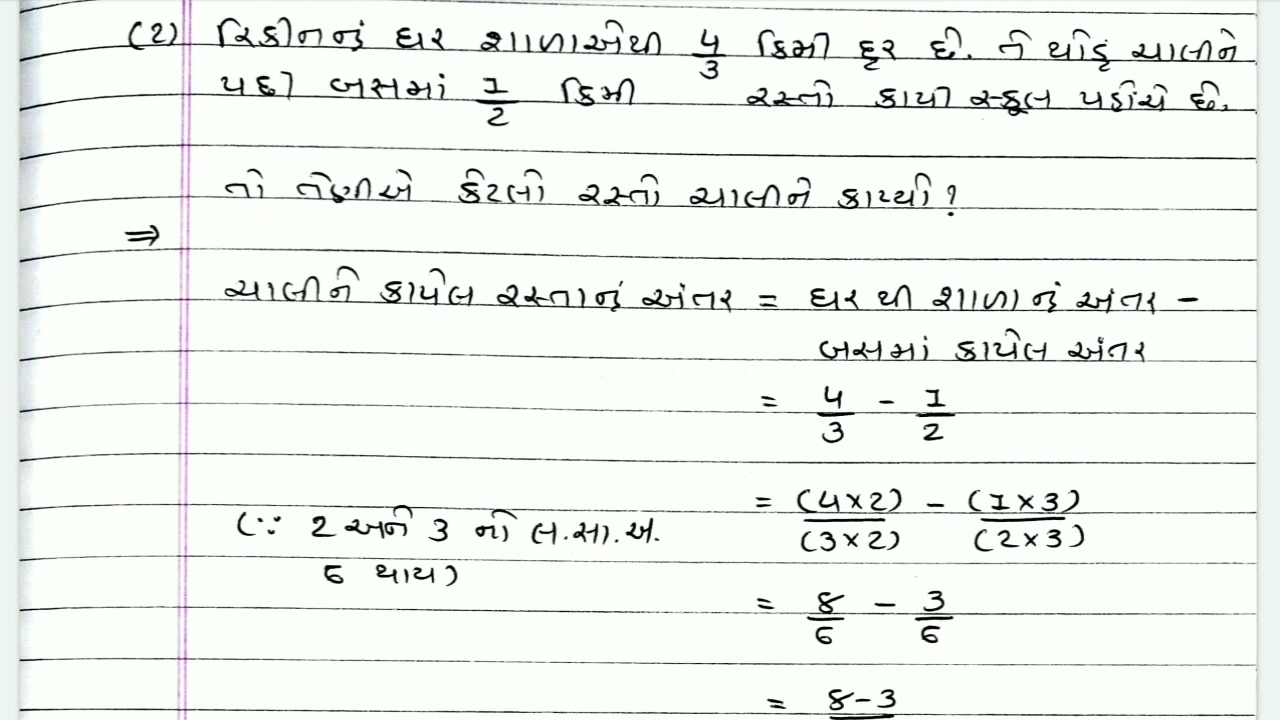 (2) રિકીનનું ઘર શાળાએથી 4/3 કિમી દૂર છે. તે થોડું ચાલીને
પછી બસમાં 1/2 કિમી રસ્તો કાપી સ્કૂલ પહોંચે છે.
તો તેણીએ કેટલો રસ્તો ચાલીને કાપ્યો?
⇒
ચાલીને કાપેલ રસ્તાનું અંતર = ઘર થી શાળાનું અંતર -
બસમાં કાપેલ અંતર
= 4/3 - 1/2
= (4×2)/(3×2) - (1×3)/(2×3)
(∵ 2 અને 3 નો લ.સા.અ.
6 થાય)
= 8/6 - 3/6
= 8-3